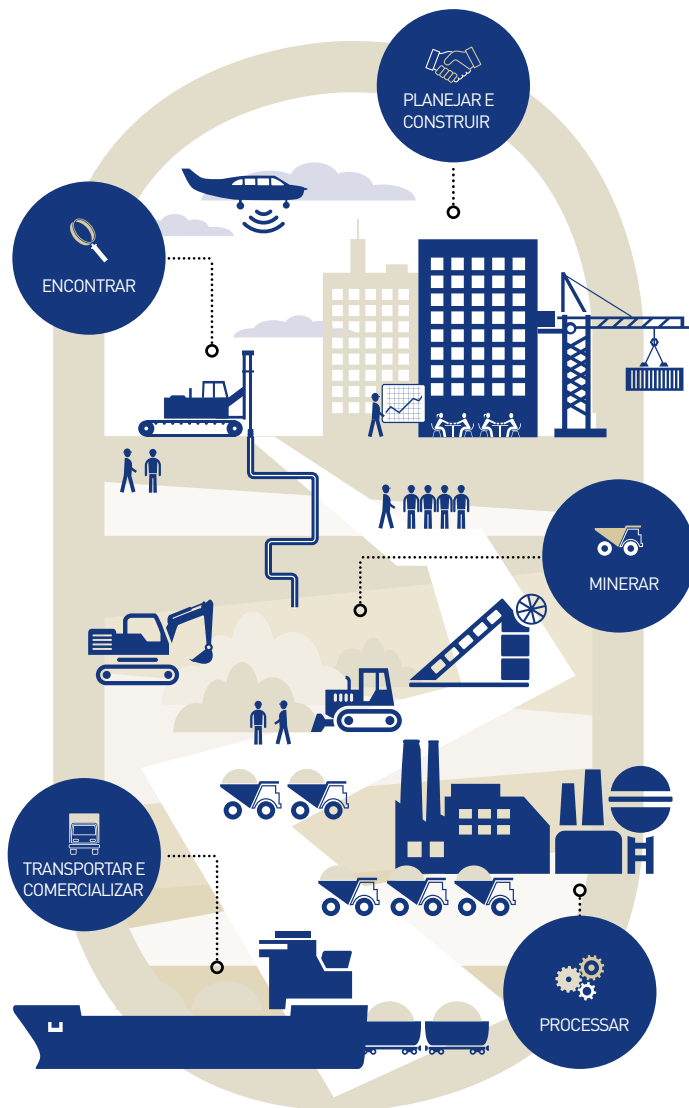 PLANEJAR E
CONSTRUIR
ENCONTRAR
MINERAR
TRANSPORTAR E
COMERCIALIZAR
PROCESSAR